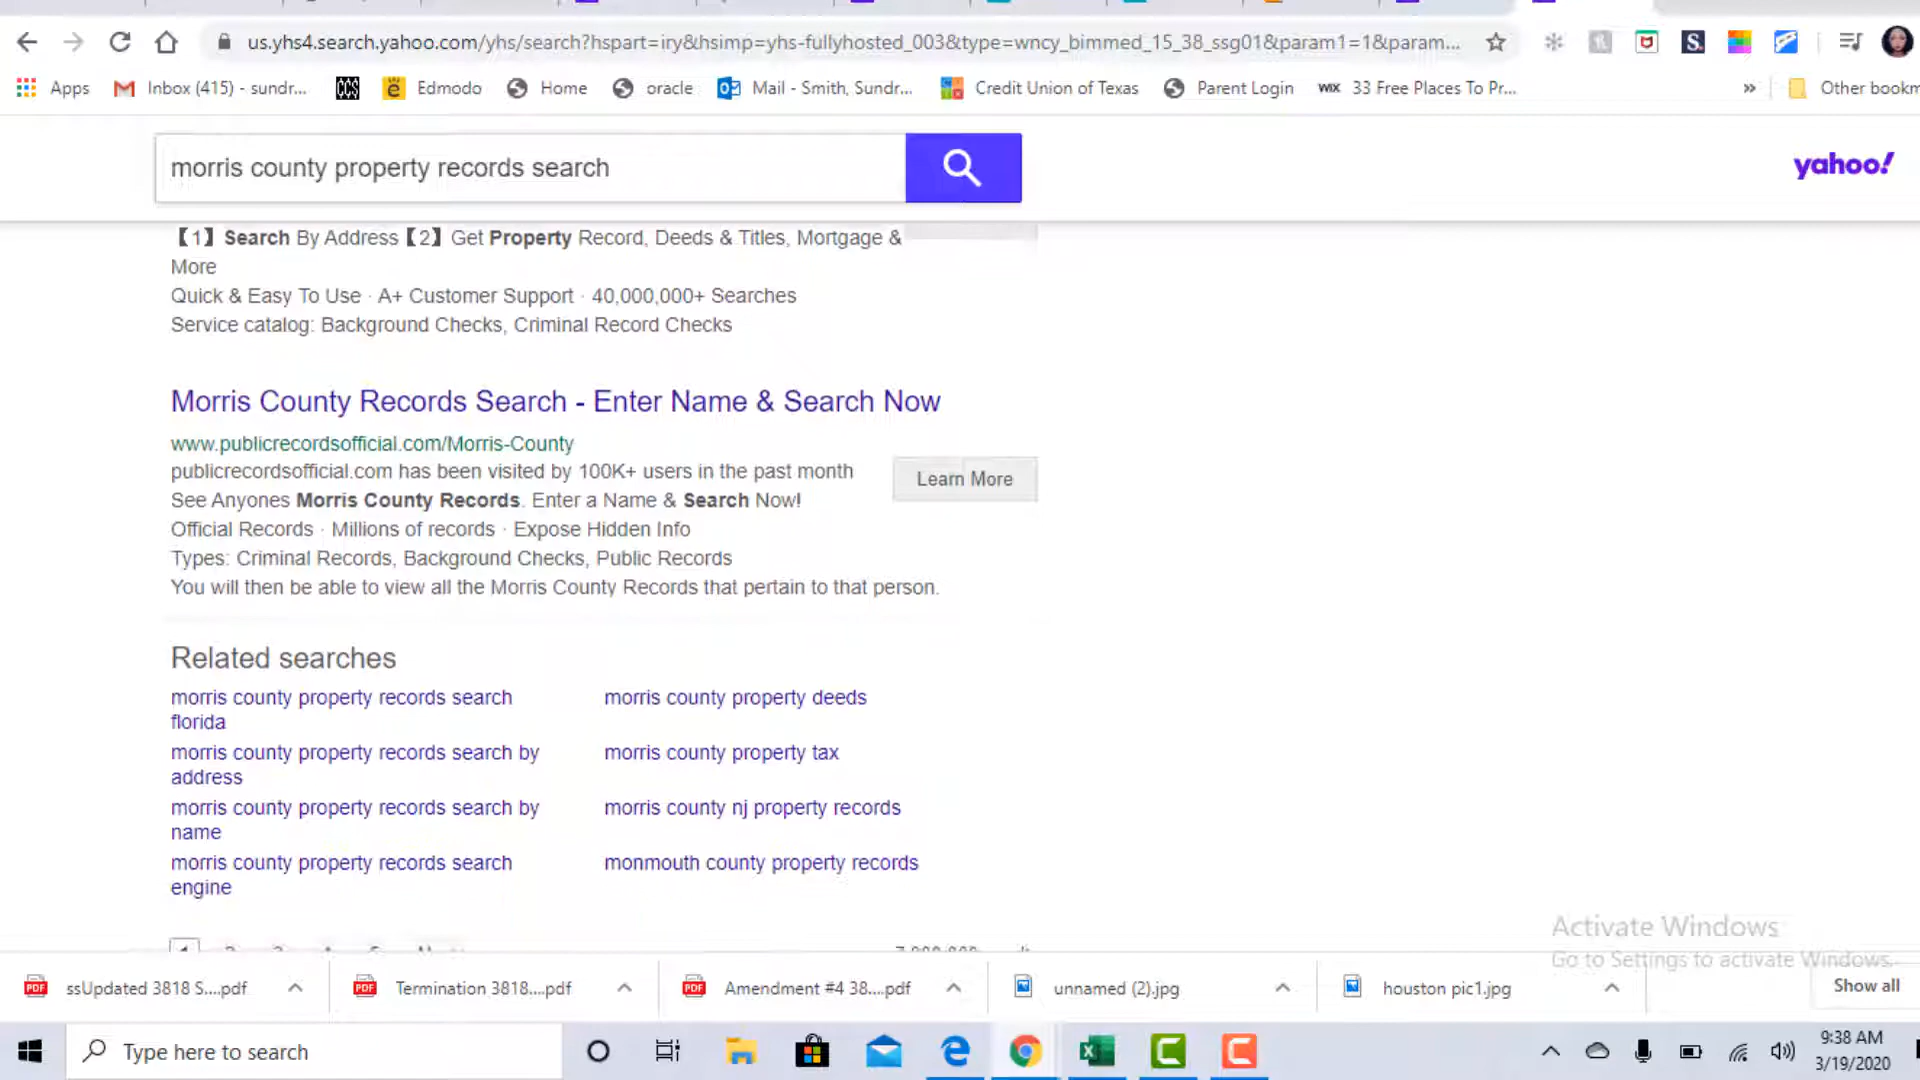 us.yhs4.search.yahoo.com/yhs/search?hspart=iry&hsimp=yhs-fullyhosted_003&type=wncy_bimmed_15_38_ssg01&param1=1&param...
Apps Inbox (415) - sundr... CCS Edmodo Home oracle Mail - Smith, Sundr... Credit Union of Texas Parent Login WIX 33 Free Places To Pr... » Other bookm
morris county property records search
yahoo!
【1】Search By Address【2】Get Property Record, Deeds & Titles, Mortgage &
More
Quick & Easy To Use · A+ Customer Support · 40,000,000+ Searches
Service catalog: Background Checks, Criminal Record Checks
Morris County Records Search - Enter Name & Search Now
www.publicrecordsofficial.com/Morris-County
publicrecordsofficial.com has been visited by 100K+ users in the past month
Learn More
See Anyones Morris County Records. Enter a Name & Search Now!
Official Records · Millions of records · Expose Hidden Info
Types: Criminal Records, Background Checks, Public Records
You will then be able to view all the Morris County Records that pertain to that person.
Related searches
morris county property records search
florida
morris county property deeds
morris county property records search by
address
morris county property tax
morris county property records search by
name
morris county nj property records
morris county property records search
engine
monmouth county property records
Activate Windows
Go to Settings to activate Windows.
ssUpdated 3818 S....pdf Termination 3818....pdf Amendment #4 38....pdf unnamed (2).jpg houston pic1.jpg Show all
Type here to search
9:38 AM
3/19/2020